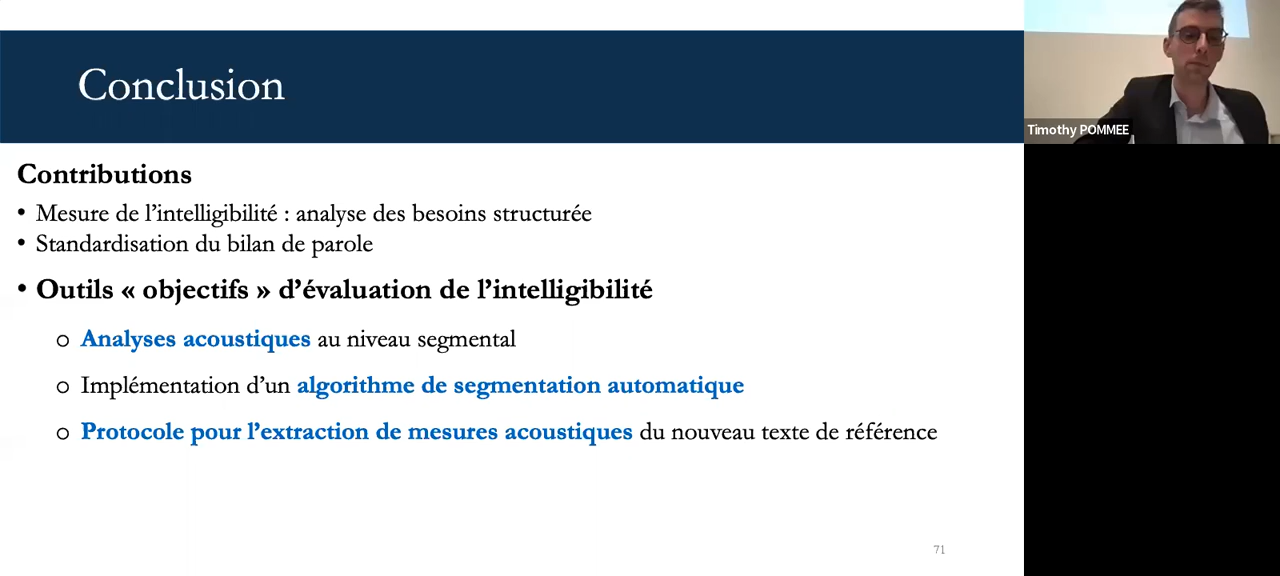 Conclusion
Timothy POMMEE
Contributions
• Mesure de l’intelligibilité : analyse des besoins structurée
• Standardisation du bilan de parole
• Outils « objectifs » d’évaluation de l’intelligibilité
o Analyses acoustiques au niveau segmental
o Implémentation d’un algorithme de segmentation automatique
o Protocole pour l’extraction de mesures acoustiques du nouveau texte de référence
71